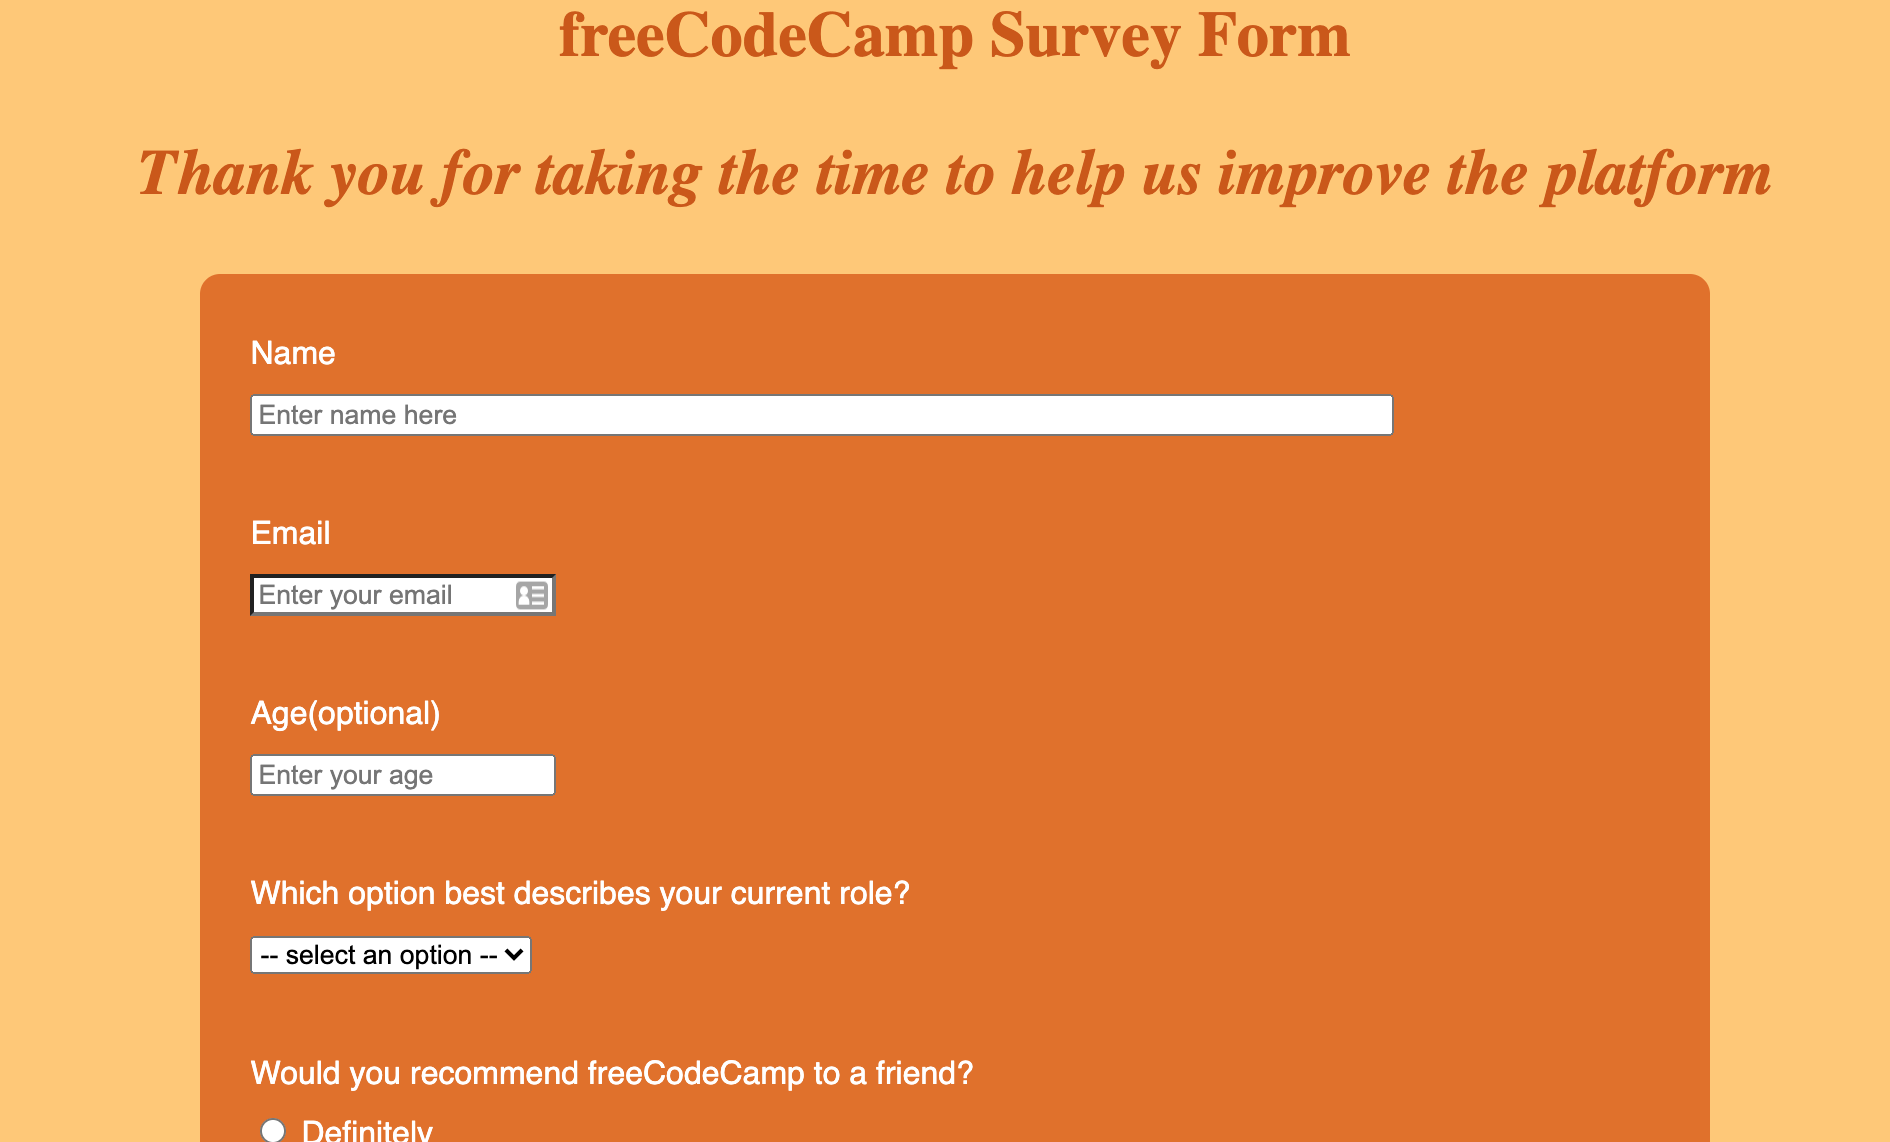 freeCodeCamp Survey Form
Thank you for taking the time to help us improve the platform
Name
Enter name here
Email
Enter your email
Age(optional)
Enter your age
Which option best describes your current role?
-- select an option --
Would you recommend freeCodeCamp to a friend?
Definitely